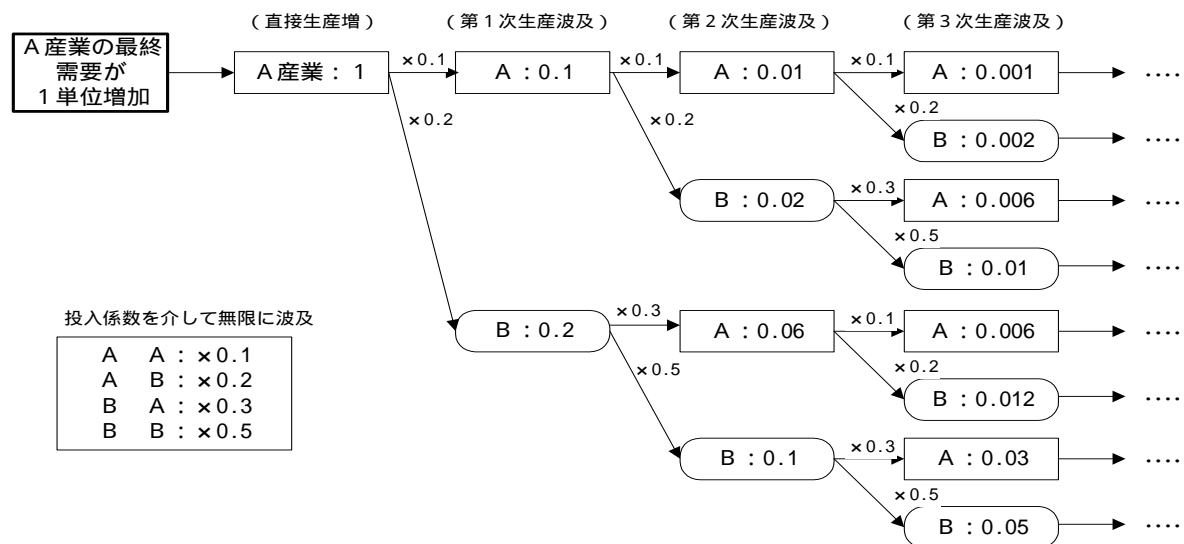 (直接生産増)
(第1次生産波及)
(第2次生産波及)
(第3次生産波及)
A産業の最終
需要が
1単位増加
A産業:1
×0.1
A:0.1
×0.1
A:0.01
×0.1
A:0.001
‥‥
×0.2
×0.2
×0.2
B:0.002
‥‥
B:0.02
×0.3
A:0.006
‥‥
×0.5
B:0.01
‥‥
B:0.2
×0.3
A:0.06
×0.1
A:0.006
‥‥
×0.5
×0.2
B:0.012
‥‥
B:0.1
×0.3
A:0.03
‥‥
×0.5
B:0.05
‥‥
投入係数を介して無限に波及
A A:×0.1
A B:×0.2
B A:×0.3
B B:×0.5